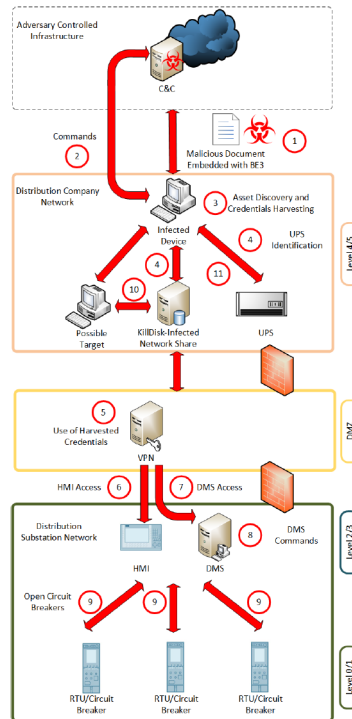 Adversary Controlled
Infrastructure
C&C
Commands
2
1
Malicious Document
Embedded with BE3
Distribution Company
Network
3
Asset Discovery and
Credentials Harvesting
Infected
Device
4
4
UPS
Identification
11
10
Possible
Target
KillDisk-Infected
Network Share
UPS
Level 4/5
5
Use of Harvested
Credentials
VPN
DMZ
HMI Access
6
7
DMS Access
Distribution
Substation Network
8
DMS
Commands
HMI
DMS
Level 2/3
Open Circuit
Breakers
9
9
9
RTU/Circuit
Breaker
RTU/Circuit
Breaker
RTU/Circuit
Breaker
Level 0/1